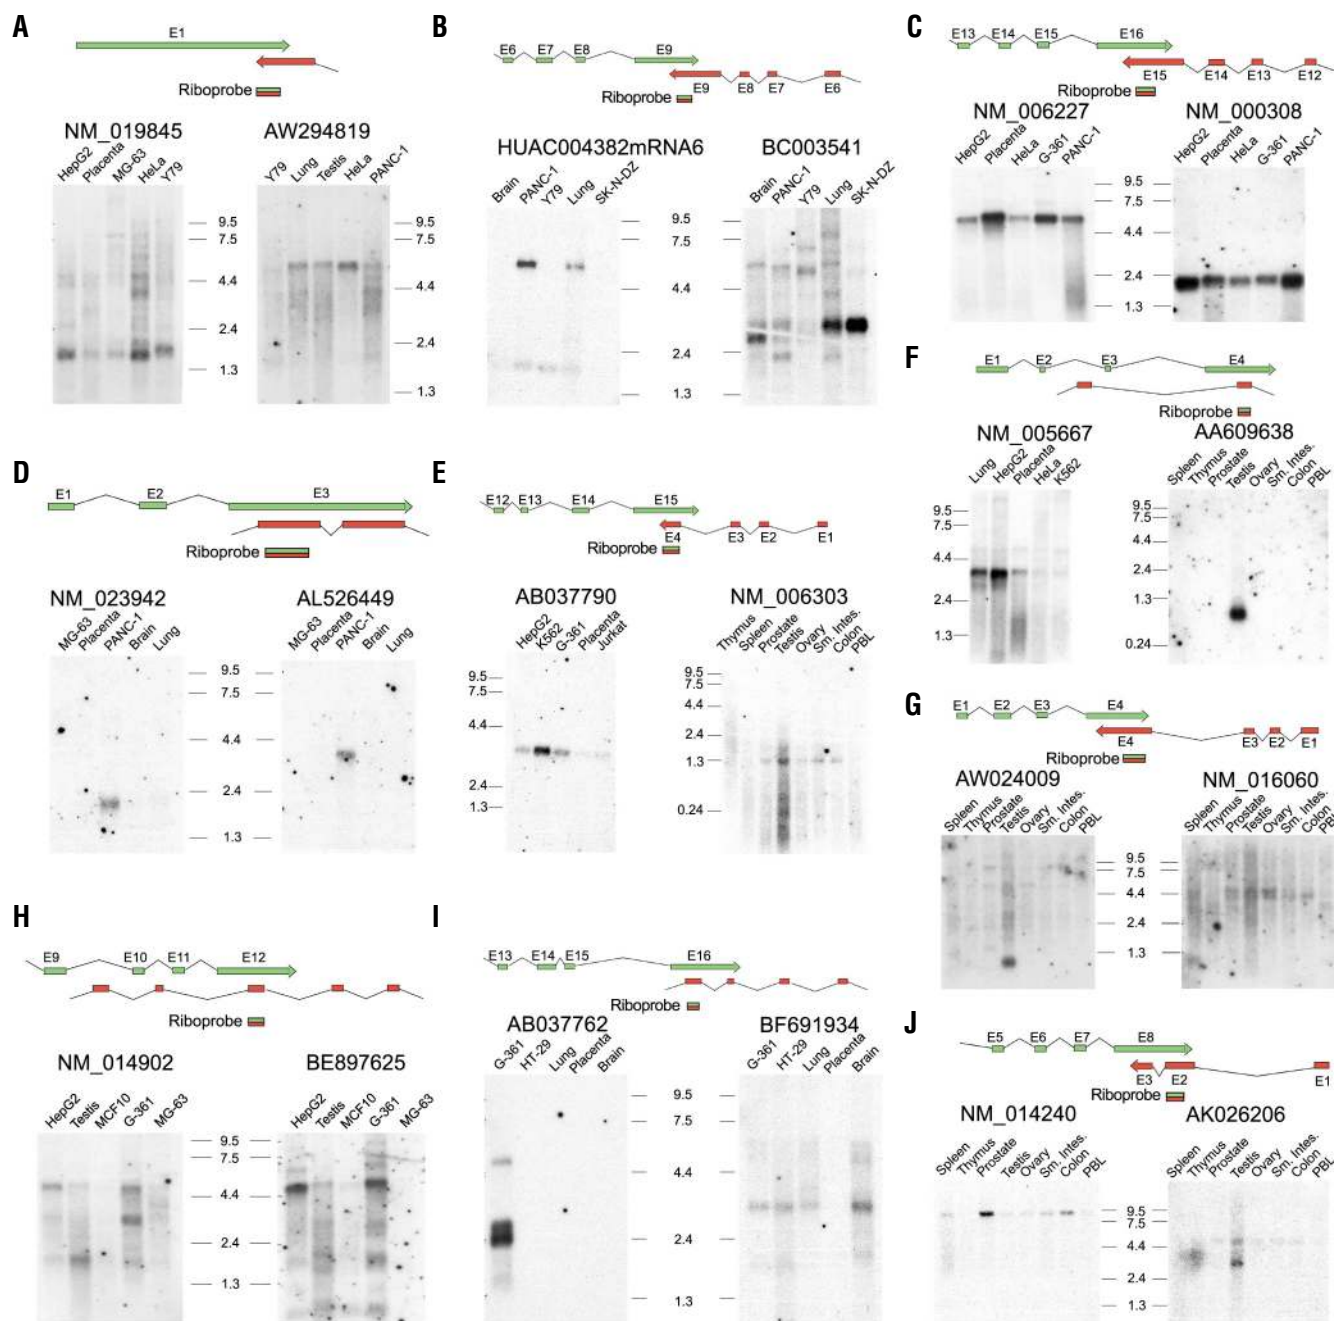 A
E1
Riboprobe
NM_019845
AW294819
HepG2 Placenta MG-63 HeLa Y79
Y79 Lung Testis HeLa PANC-1
9.5
7.5
4.4
2.4
1.3
9.5
7.5
4.4
2.4
1.3
B
E6 E7 E8 E9
E9 E8 E7 E6
Riboprobe
HUAC004382mRNA6
BC003541
Brain PANC-1 Y79 Lung SK-N-DZ
Brain PANC-1 Y79 Lung SK-N-DZ
9.5
7.5
4.4
2.4
1.3
C
E13 E14 E15 E16
E15 E14 E13 E12
Riboprobe
NM_006227
NM_000308
HepG2 Placenta HeLa G-361 PANC-1
HepG2 Placenta HeLa G-361 PANC-1
9.5
7.5
4.4
2.4
1.3
D
E1 E2 E3
Riboprobe
NM_023942
AL526449
MG-63 Placenta PANC-1 Brain Lung
MG-63 Placenta PANC-1 Brain Lung
9.5
7.5
4.4
2.4
1.3
E
E12 E13 E14 E15
E4 E3 E2 E1
Riboprobe
AB037790
NM_006303
HepG2 K562 G-361 Placenta Jurkat
Thymus Spleen Prostate Testis Ovary Sm. Intes. Colon PBL
9.5
7.5
4.4
2.4
1.3
9.5
7.5
4.4
2.4
1.3
0.24
F
E1 E2 E3 E4
Riboprobe
NM_005667
AA609638
Lung HepG2 Placenta HeLa K562
Spleen Thymus Prostate Testis Ovary Sm. Intes. Colon PBL
9.5
7.5
4.4
2.4
1.3
9.5
7.5
4.4
2.4
1.3
0.24
G
E1 E2 E3 E4
E4 E3 E2 E1
Riboprobe
AW024009
NM_016060
Spleen Thymus Prostate Testis Ovary Sm. Intes. Colon PBL
Spleen Thymus Prostate Testis Ovary Sm. Intes. Colon PBL
9.5
7.5
4.4
2.4
1.3
H
E9 E10 E11 E12
Riboprobe
NM_014902
BE897625
HepG2 Testis MCF10 G-361 MG-63
HepG2 Testis MCF10 G-361 MG-63
9.5
7.5
4.4
2.4
1.3
I
E13 E14 E15 E16
Riboprobe
AB037762
BF691934
G-361 HT-29 Lung Placenta Brain
G-361 HT-29 Lung Placenta Brain
9.5
7.5
4.4
2.4
1.3
J
E5 E6 E7 E8
E3 E2 E1
Riboprobe
NM_014240
AK026206
Spleen Thymus Prostate Testis Ovary Sm. Intes. Colon PBL
Spleen Thymus Prostate Testis Ovary Sm. Intes. Colon PBL
9.5
7.5
4.4
2.4
1.3